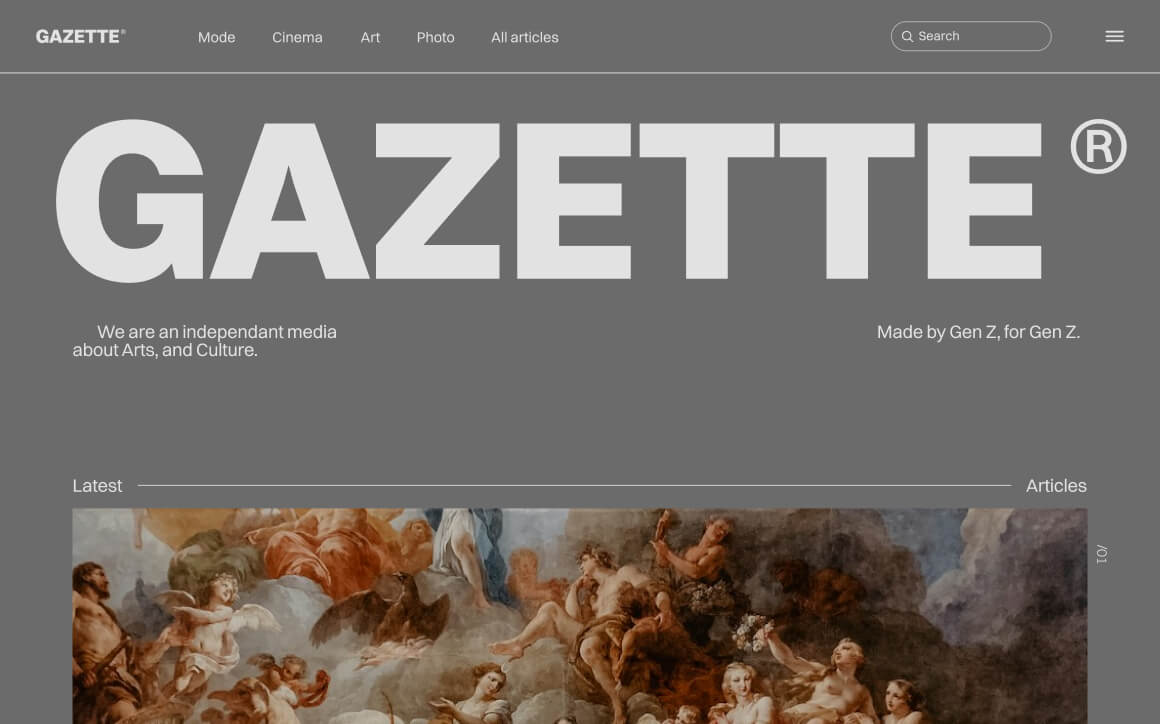 GAZETTE®
Mode
Cinema
Art
Photo
All articles
Search
GAZETTE®
We are an independant media
about Arts, and Culture.
Made by Gen Z, for Gen Z.
Latest
Articles
/01